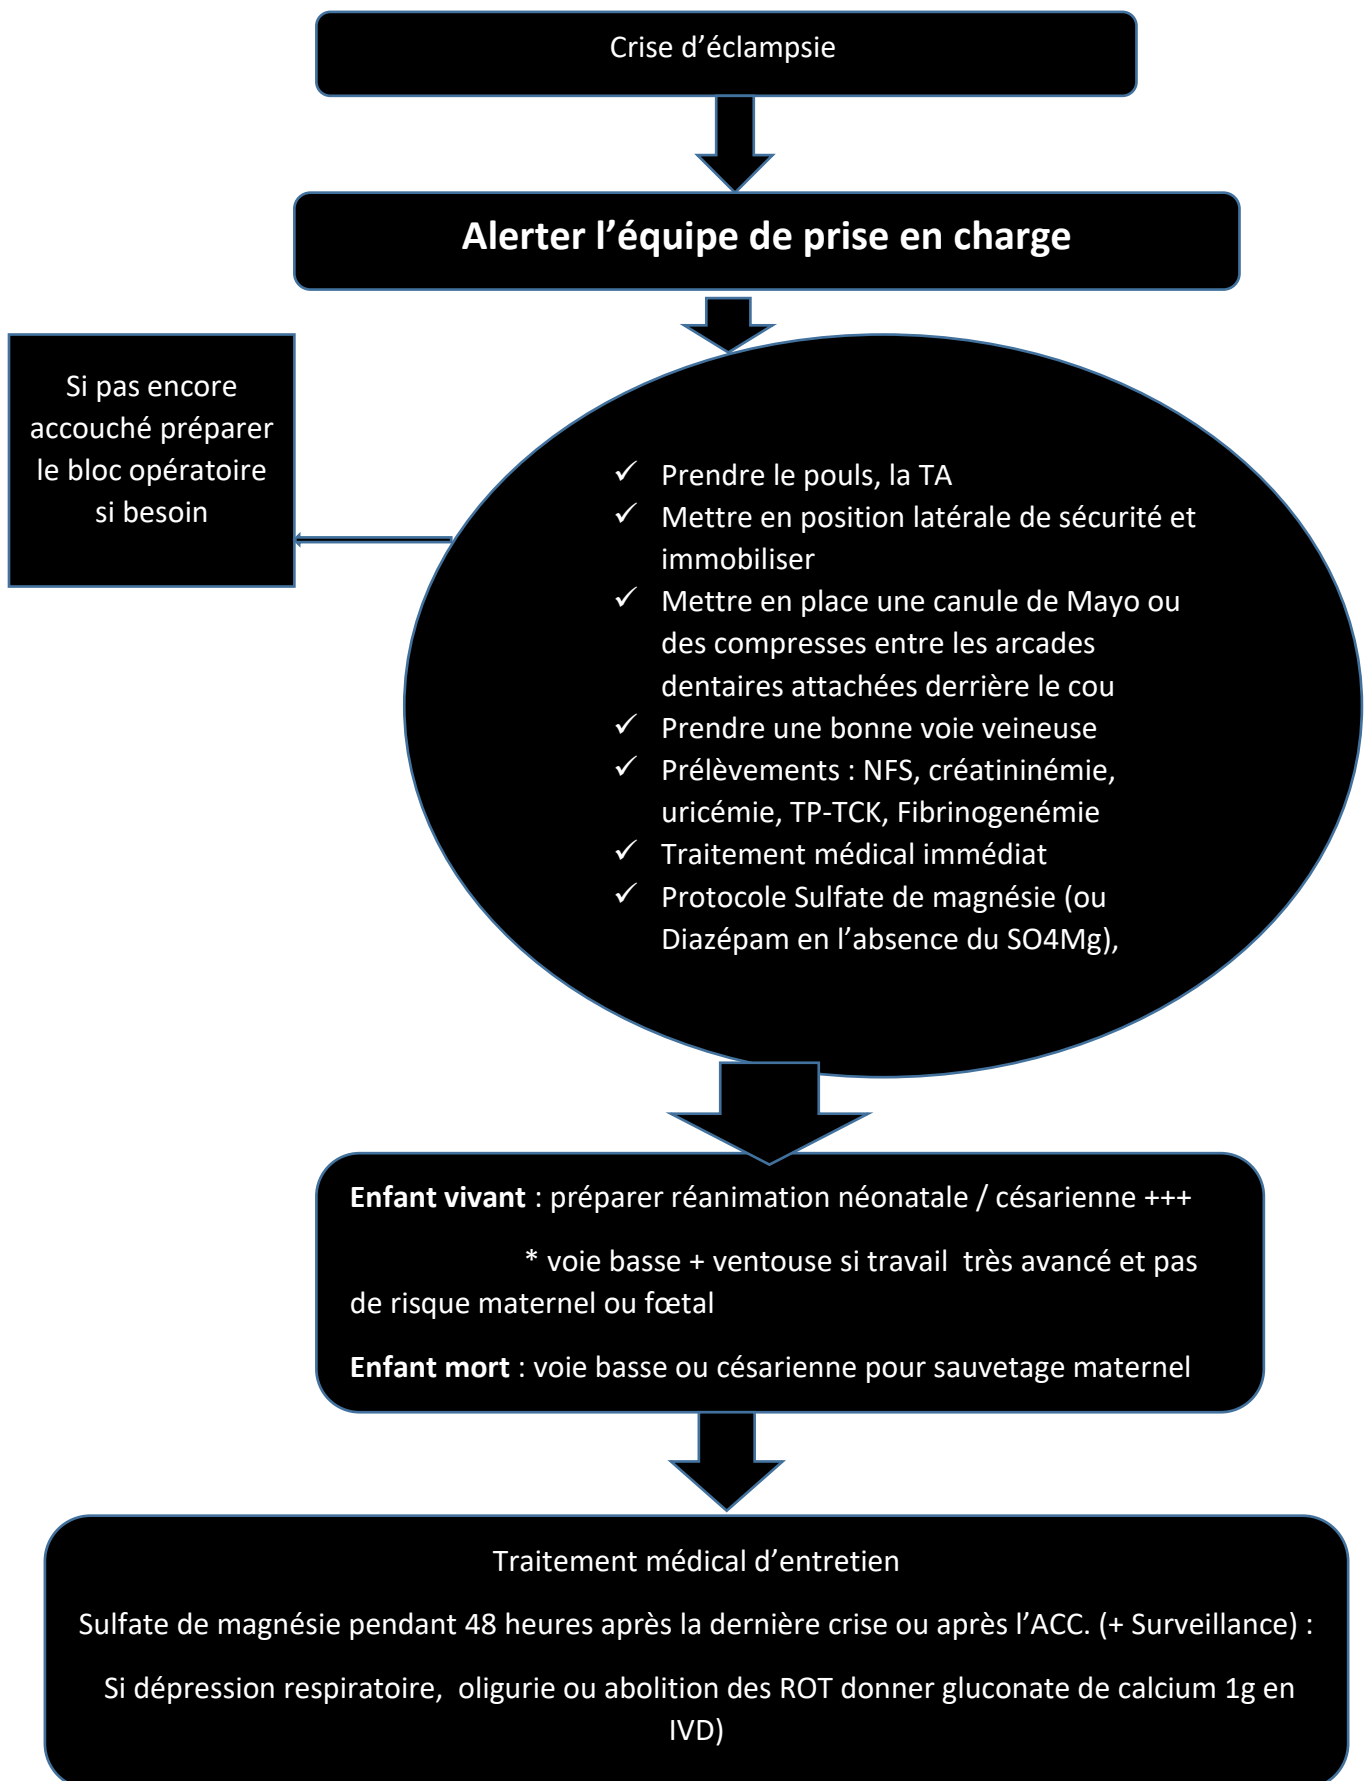 Crise d’éclampsie
Alerter l’équipe de prise en charge
Si pas encore
accouché préparer
le bloc opératoire
si besoin
✓ Prendre le pouls, la TA
✓ Mettre en position latérale de sécurité et
immobiliser
✓ Mettre en place une canule de Mayo ou
des compresses entre les arcades
dentaires attachées derrière le cou
✓ Prendre une bonne voie veineuse
✓ Prélèvements : NFS, créatininémie,
uricémie, TP-TCK, Fibrinogenémie
✓ Traitement médical immédiat
✓ Protocole Sulfate de magnésie (ou
Diazépam en l’absence du SO4Mg),
Enfant vivant : préparer réanimation néonatale / césarienne +++
* voie basse + ventouse si travail très avancé et pas
de risque maternel ou fœtal
Enfant mort : voie basse ou césarienne pour sauvetage maternel
Traitement médical d’entretien
Sulfate de magnésie pendant 48 heures après la dernière crise ou après l’ACC. (+ Surveillance) :
Si dépression respiratoire, oligurie ou abolition des ROT donner gluconate de calcium 1g en
IVD)